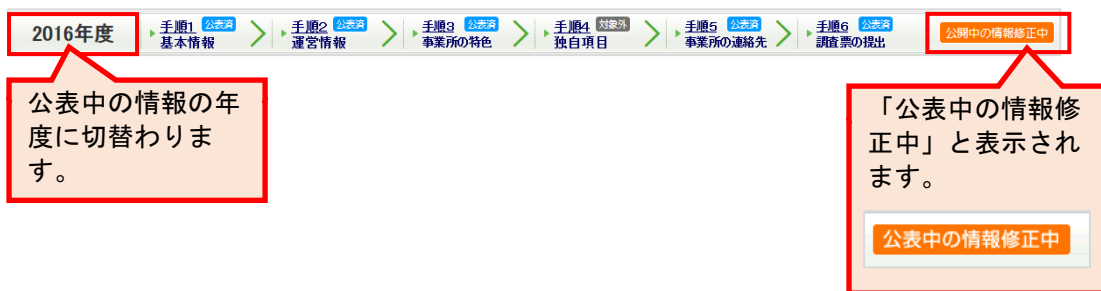 2016年度
手順1 公表済
基本情報
手順2 公表済
運営情報
手順3 公表済
事業所の特色
手順4 対象外
独自項目
手順5 公表済
事業所の連絡先
手順6 公表済
調査票の提出
公開中の情報修正中
公表中の情報の年
度に切替わりま
す。
「公表中の情報修
正中」と表示され
ます。
公表中の情報修正中